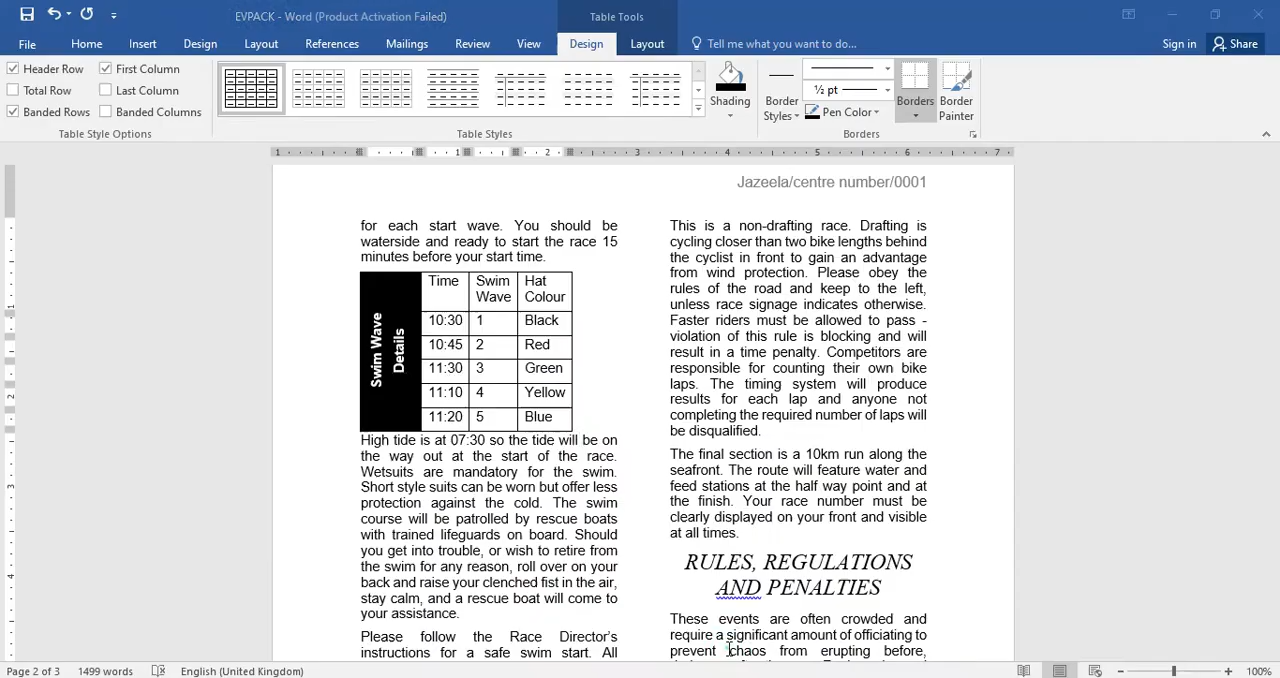 EVPACK - Word (Product Activation Failed)
Table Tools
File Home Insert Design Layout References Mailings Review View Design Layout Tell me what you want to do... Sign in Share
Header Row First Column
Total Row Last Column
Banded Rows Banded Columns
Table Style Options
Table Styles
Shading
Border Styles
½ pt
Pen Color
Borders
Border Painter
Borders
1 1 2 3 4 5 6 7
1
2
3
4
Jazeela/centre number/0001
for each start wave. You should be
waterside and ready to start the race 15
minutes before your start time.
Swim Wave
Details
Time Swim Wave Hat Colour
10:30 1 Black
10:45 2 Red
11:30 3 Green
11:10 4 Yellow
11:20 5 Blue
High tide is at 07:30 so the tide will be on
the way out at the start of the race.
Wetsuits are mandatory for the swim.
Short style suits can be worn but offer less
protection against the cold. The swim
course will be patrolled by rescue boats
with trained lifeguards on board. Should
you get into trouble, or wish to retire from
the swim for any reason, roll over on your
back and raise your clenched fist in the air,
stay calm, and a rescue boat will come to
your assistance.
Please follow the Race Director's
instructions for a safe swim start. All
This is a non-drafting race. Drafting is
cycling closer than two bike lengths behind
the cyclist in front to gain an advantage
from wind protection. Please obey the
rules of the road and keep to the left,
unless race signage indicates otherwise.
Faster riders must be allowed to pass -
violation of this rule is blocking and will
result in a time penalty. Competitors are
responsible for counting their own bike
laps. The timing system will produce
results for each lap and anyone not
completing the required number of laps will
be disqualified.
The final section is a 10km run along the
seafront. The route will feature water and
feed stations at the half way point and at
the finish. Your race number must be
clearly displayed on your front and visible
at all times.
RULES, REGULATIONS
AND PENALTIES
These events are often crowded and
require a significant amount of officiating to
prevent chaos from erupting before,
Page 2 of 3 1499 words English (United Kingdom) 100%